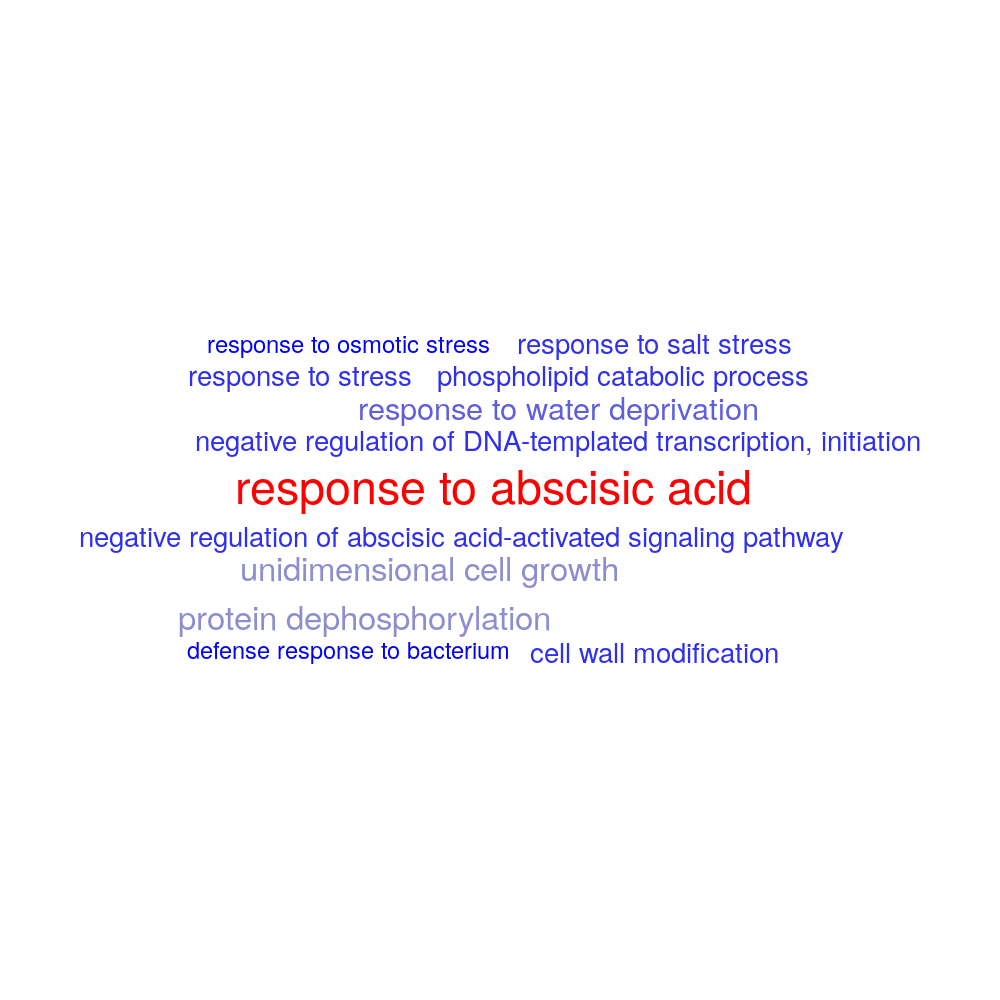 response to osmotic stress response to salt stress
response to stress phospholipid catabolic process
response to water deprivation
negative regulation of DNA-templated transcription, initiation
response to abscisic acid
negative regulation of abscisic acid-activated signaling pathway
unidimensional cell growth
protein dephosphorylation
defense response to bacterium cell wall modification